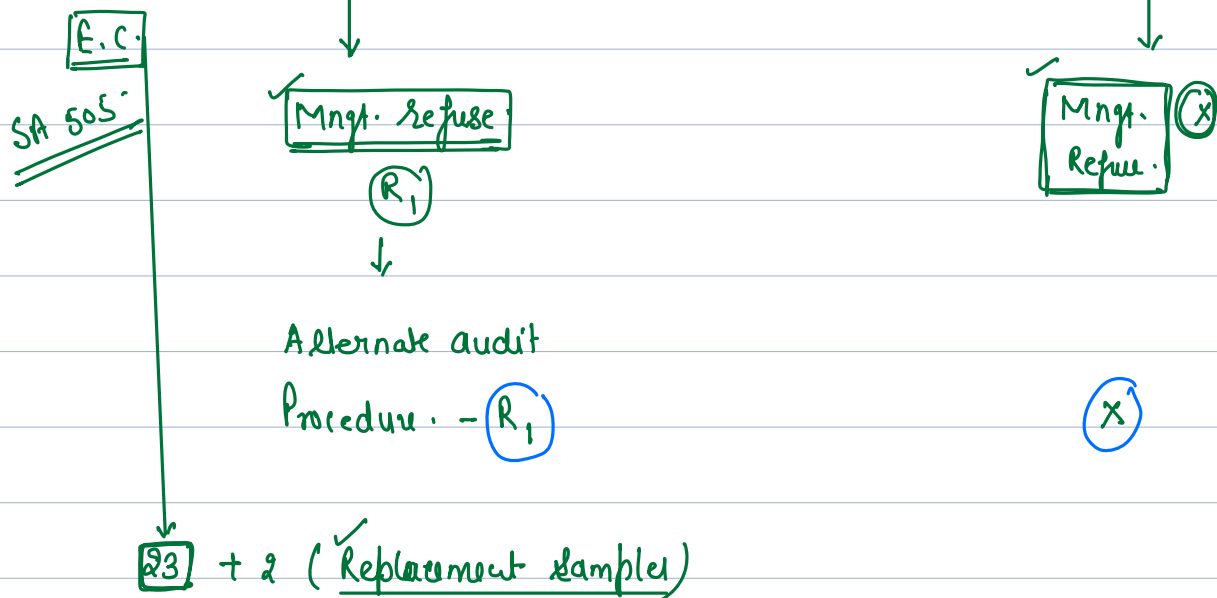 E.C.
SA 505
Mngt. refuse
R1
Alternate audit
Procedure. - R1
23 + 2 (Replacement samples)
Mngt.
Refuse.
X
X